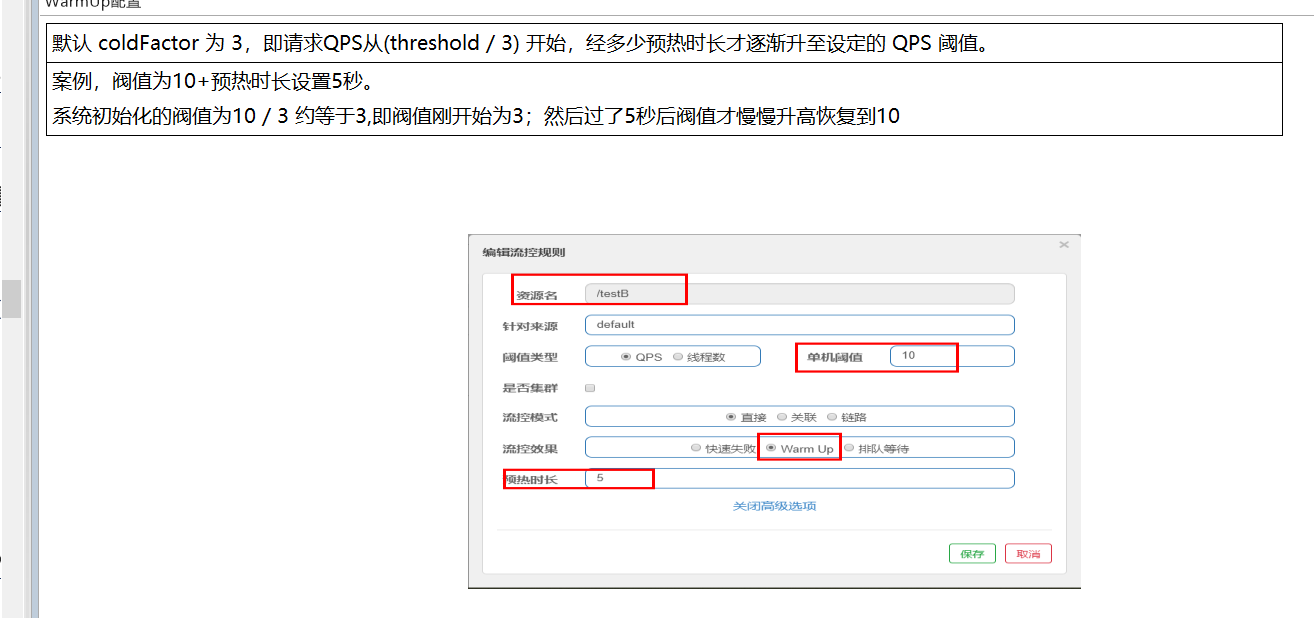 WarmUp配置
默认 coldFactor 为 3，即请求QPS从(threshold / 3) 开始，经多少预热时长才逐渐升至设定的 QPS 阈值。
案例，阀值为10+预热时长设置5秒。
系统初始化的阀值为10 / 3 约等于3,即阀值刚开始为3；然后过了5秒后阀值才慢慢升高恢复到10
编辑流控规则 ×
资源名 /testB
针对来源 default
阈值类型 QPS 线程数 单机阈值 10
是否集群
流控模式 直接 关联 链路
流控效果 快速失败 Warm Up 排队等待
预热时长 5
关闭高级选项
保存 取消